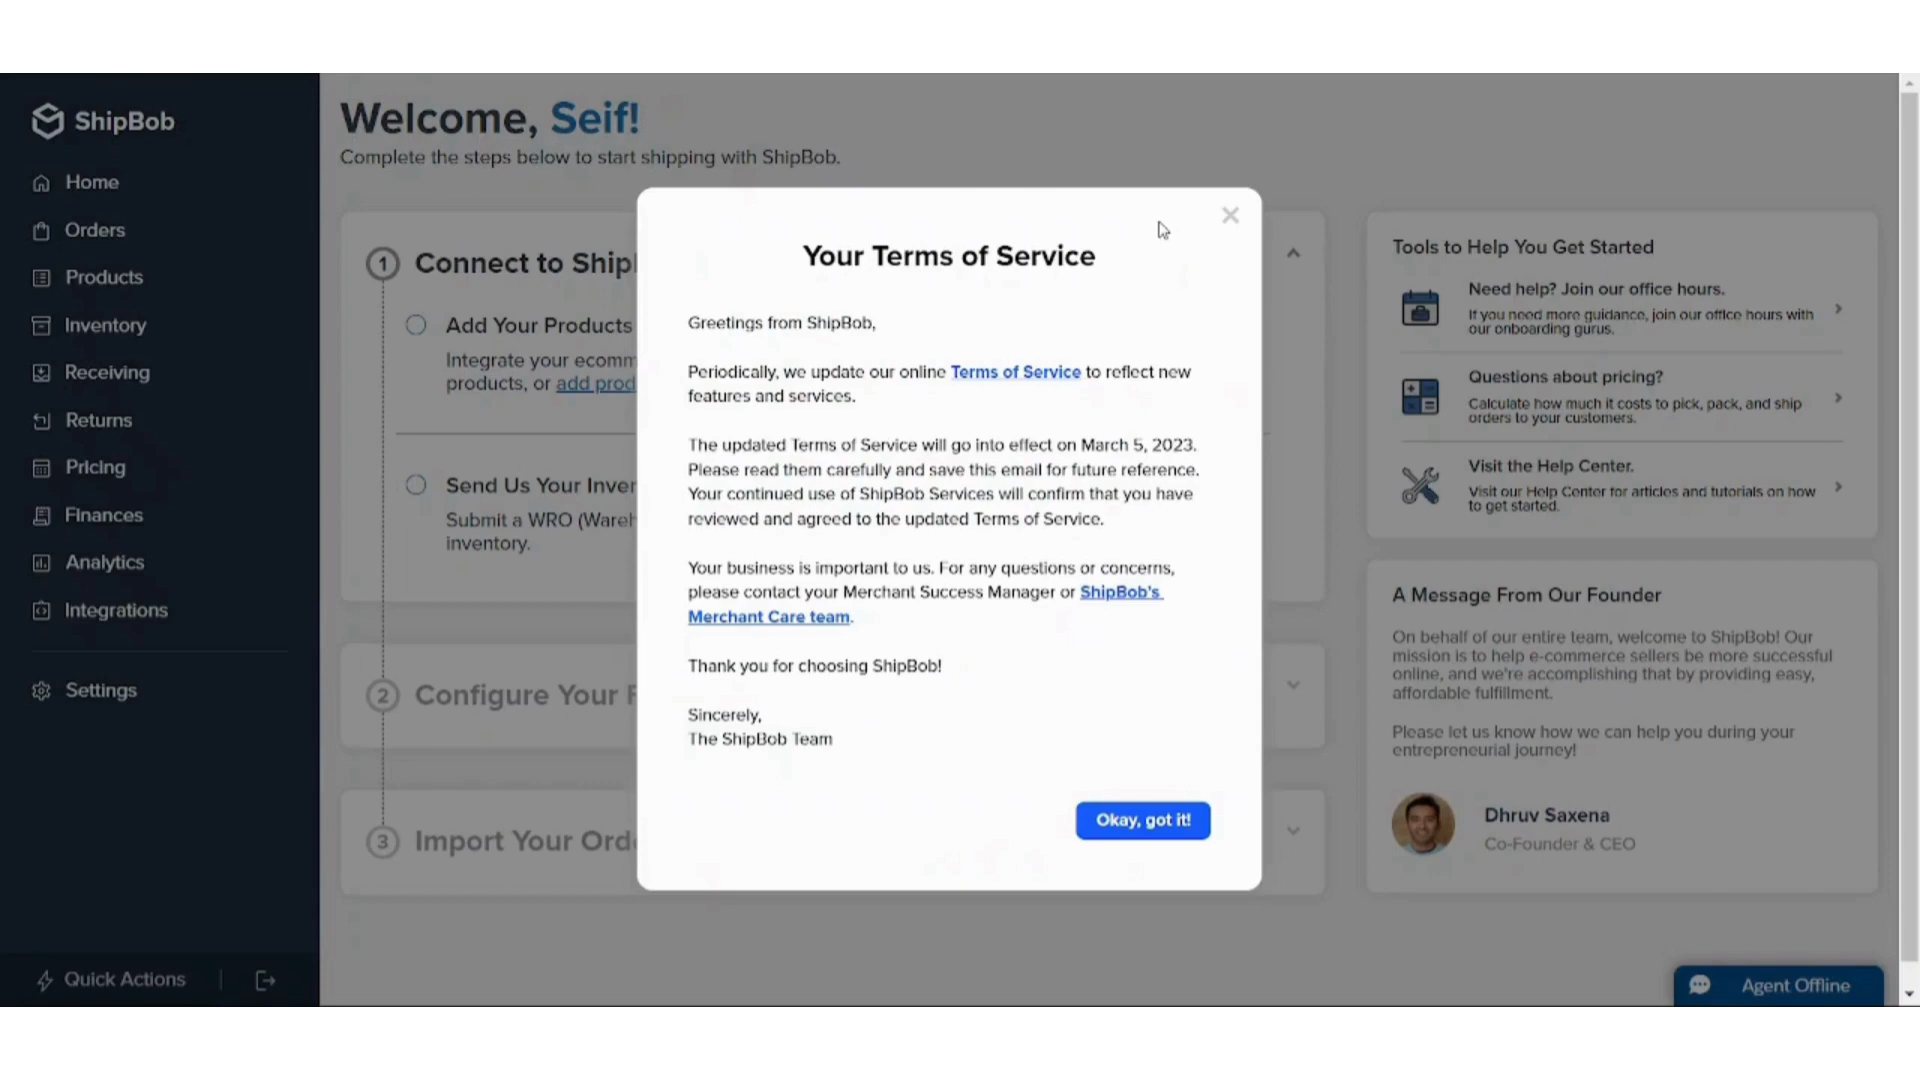 ShipBob
Home
Orders
Products
Inventory
Receiving
Returns
Pricing
Finances
Analytics
Integrations
Settings
Quick Actions
Welcome, Seif!
Complete the steps below to start shipping with ShipBob.
1 Connect to Ship
Add Your Products
Integrate your ecomm
products, or add prod
Send Us Your Inver
Submit a WRO (Wareh
inventory.
2 Configure Your
3 Import Your Ord
Your Terms of Service
Greetings from ShipBob,
Periodically, we update our online Terms of Service to reflect new
features and services.
The updated Terms of Service will go into effect on March 5, 2023.
Please read them carefully and save this email for future reference.
Your continued use of ShipBob Services will confirm that you have
reviewed and agreed to the updated Terms of Service.
Your business is important to us. For any questions or concerns,
please contact your Merchant Success Manager or ShipBob's
Merchant Care team.
Thank you for choosing ShipBob!
Sincerely,
The ShipBob Team
Okay, got it!
Tools to Help You Get Started
Need help? Join our office hours.
If you need more guidance, join our office hours with
our onboarding gurus.
Questions about pricing?
Calculate how much it costs to pick, pack, and ship
orders to your customers.
Visit the Help Center.
Visit our Help Center for articles and tutorials on how
to get started.
A Message From Our Founder
On behalf of our entire team, welcome to ShipBob! Our
mission is to help e-commerce sellers be more successful
online, and we're accomplishing that by providing easy,
affordable fulfillment.
Please let us know how we can help you during your
entrepreneurial journey!
Dhruv Saxena
Co-Founder & CEO
Agent Offline